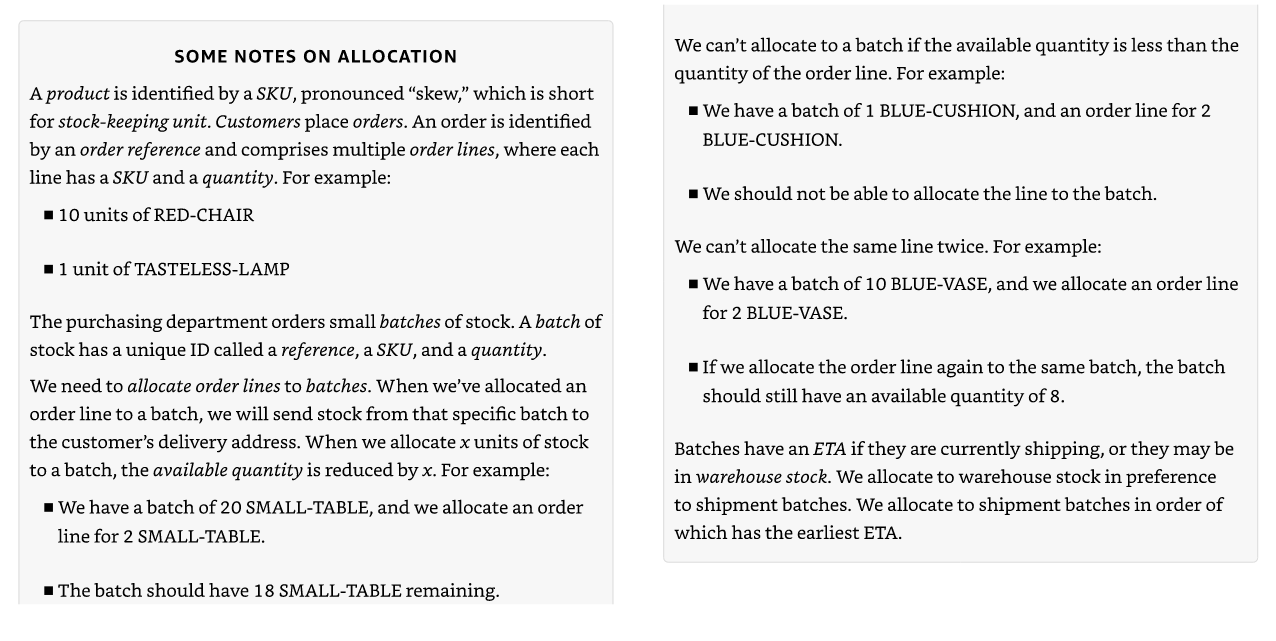 SOME NOTES ON ALLOCATION
A product is identified by a SKU, pronounced “skew,” which is short
for stock-keeping unit. Customers place orders. An order is identified
by an order reference and comprises multiple order lines, where each
line has a SKU and a quantity. For example:
■ 10 units of RED-CHAIR
■ 1 unit of TASTELESS-LAMP
The purchasing department orders small batches of stock. A batch of
stock has a unique ID called a reference, a SKU, and a quantity.
We need to allocate order lines to batches. When we’ve allocated an
order line to a batch, we will send stock from that specific batch to
the customer’s delivery address. When we allocate x units of stock
to a batch, the available quantity is reduced by x. For example:
■ We have a batch of 20 SMALL-TABLE, and we allocate an order
line for 2 SMALL-TABLE.
■ The batch should have 18 SMALL-TABLE remaining.
We can’t allocate to a batch if the available quantity is less than the
quantity of the order line. For example:
■ We have a batch of 1 BLUE-CUSHION, and an order line for 2
BLUE-CUSHION.
■ We should not be able to allocate the line to the batch.
We can’t allocate the same line twice. For example:
■ We have a batch of 10 BLUE-VASE, and we allocate an order line
for 2 BLUE-VASE.
■ If we allocate the order line again to the same batch, the batch
should still have an available quantity of 8.
Batches have an ETA if they are currently shipping, or they may be
in warehouse stock. We allocate to warehouse stock in preference
to shipment batches. We allocate to shipment batches in order of
which has the earliest ETA.